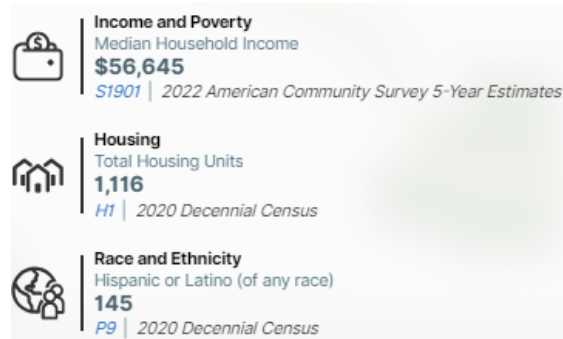 Income and Poverty
Median Household Income
$56,645
S1901 | 2022 American Community Survey 5-Year Estimates
Housing
Total Housing Units
1,116
H1 | 2020 Decennial Census
Race and Ethnicity
Hispanic or Latino (of any race)
145
P9 | 2020 Decennial Census